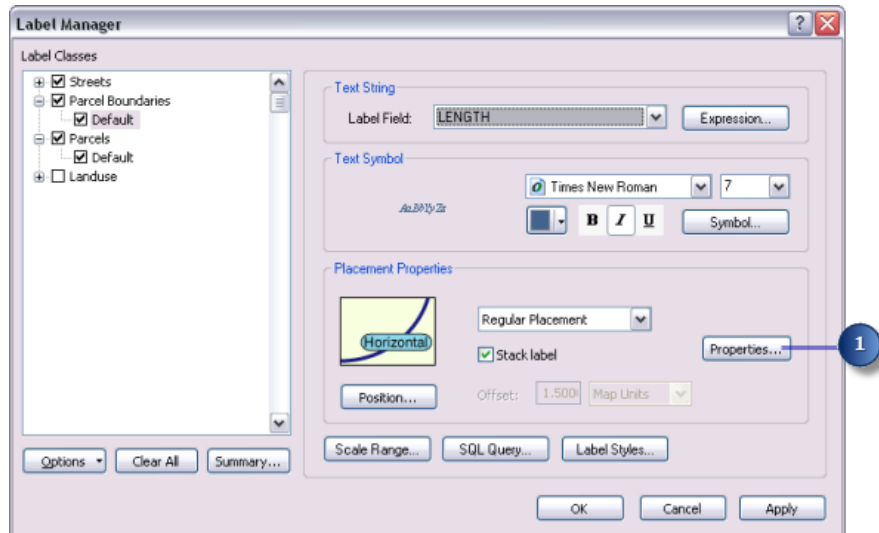 Label Manager
?
Label Classes
Streets
Parcel Boundaries
Default
Parcels
Default
Landuse
Options
Clear All
Summary...
Text String
Label Field:
LENGTH
Expression...
Text Symbol
AaBbYyZz
Times New Roman
7
B
I
U
Symbol...
Placement Properties
Horizontal
Regular Placement
Stack label
Properties...
1
Position...
Offset:
1.500
Map Units
Scale Range...
SQL Query...
Label Styles...
OK
Cancel
Apply